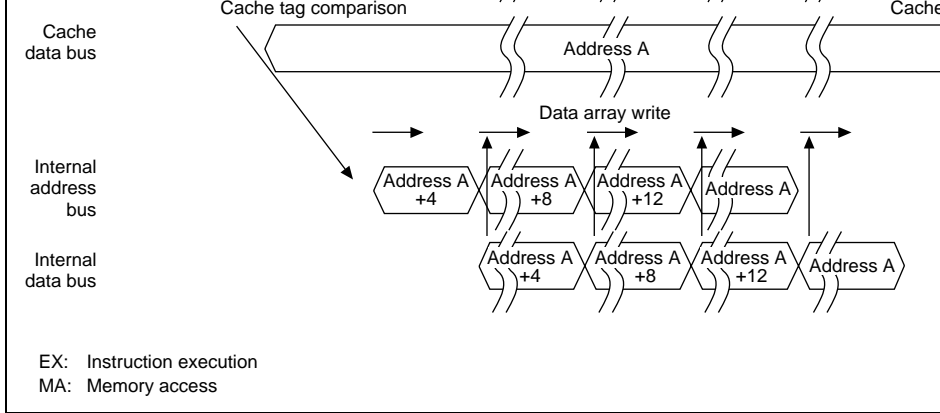 Cache tag comparison
Cache
Cache
data bus
Address A
Data array write
Internal
address
bus
Address A
+4
Address A
+8
Address A
+12
Address A
Internal
data bus
Address A
+4
Address A
+8
Address A
+12
Address A
EX: Instruction execution
MA: Memory access